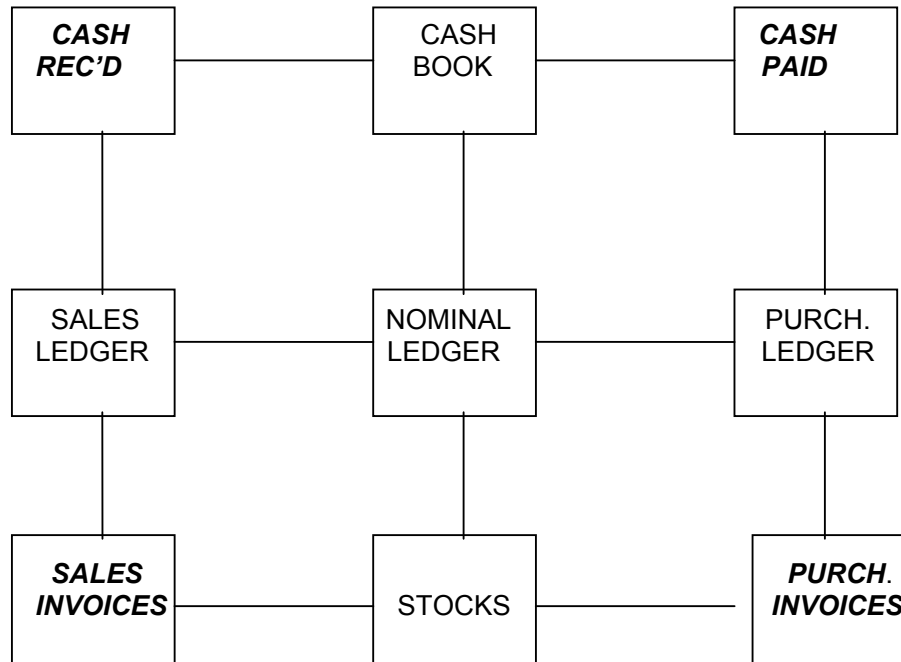 CASH
REC’D
CASH
BOOK
CASH
PAID
SALES
LEDGER
NOMINAL
LEDGER
PURCH.
LEDGER
SALES
INVOICES
STOCKS
PURCH.
INVOICES